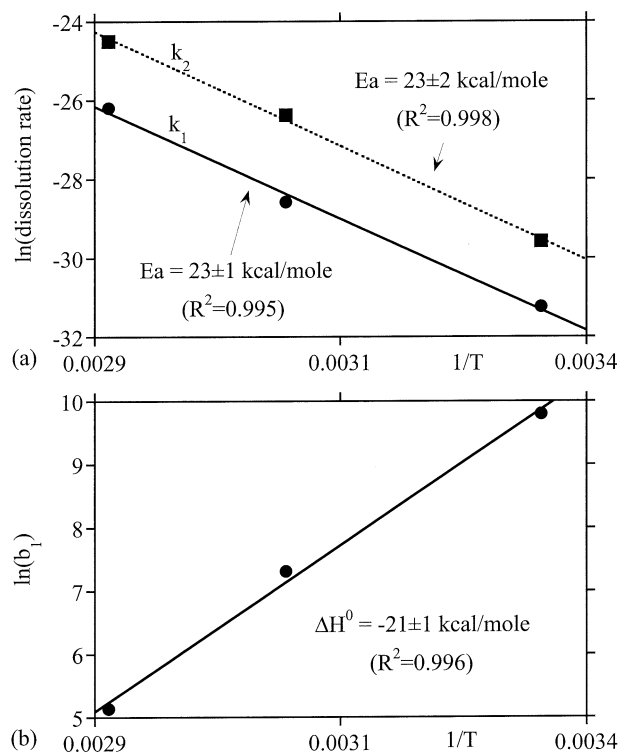 -24
-26
-28
-30
-32
ln(dissolution rate)
k2
k1
Ea = 23±2 kcal/mole
(R²=0.998)
Ea = 23±1 kcal/mole
(R²=0.995)
(a)
0.0029
0.0031
1/T
0.0034
10
9
8
7
6
5
ln(b1)
ΔH⁰ = -21±1 kcal/mole
(R²=0.996)
(b)
0.0029
0.0031
1/T
0.0034